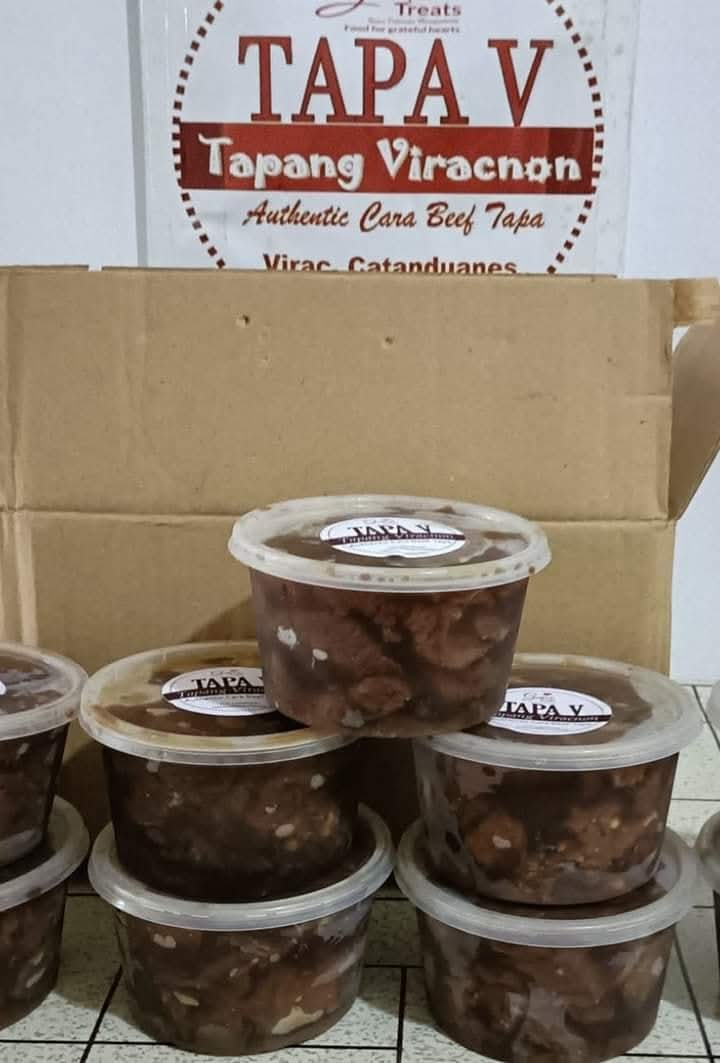 Treats
Food for grateful hearts
TAPA V
Tapang Viracnon
Authentic Cara Beef Tapa
Virac, Catanduanes
TAPA V
Tapang Viracnon
TAPA
Tapang
TAPA V
Tapang Viracnon